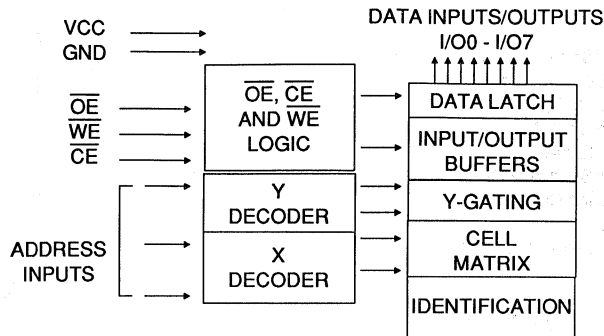 DATA INPUTS/OUTPUTS
I/O0 - I/O7
VCC
GND
OE
WE
CE
OE, CE
AND WE
LOGIC
Y
DECODER
X
DECODER
ADDRESS
INPUTS
DATA LATCH
INPUT/OUTPUT
BUFFERS
Y-GATING
CELL
MATRIX
IDENTIFICATION